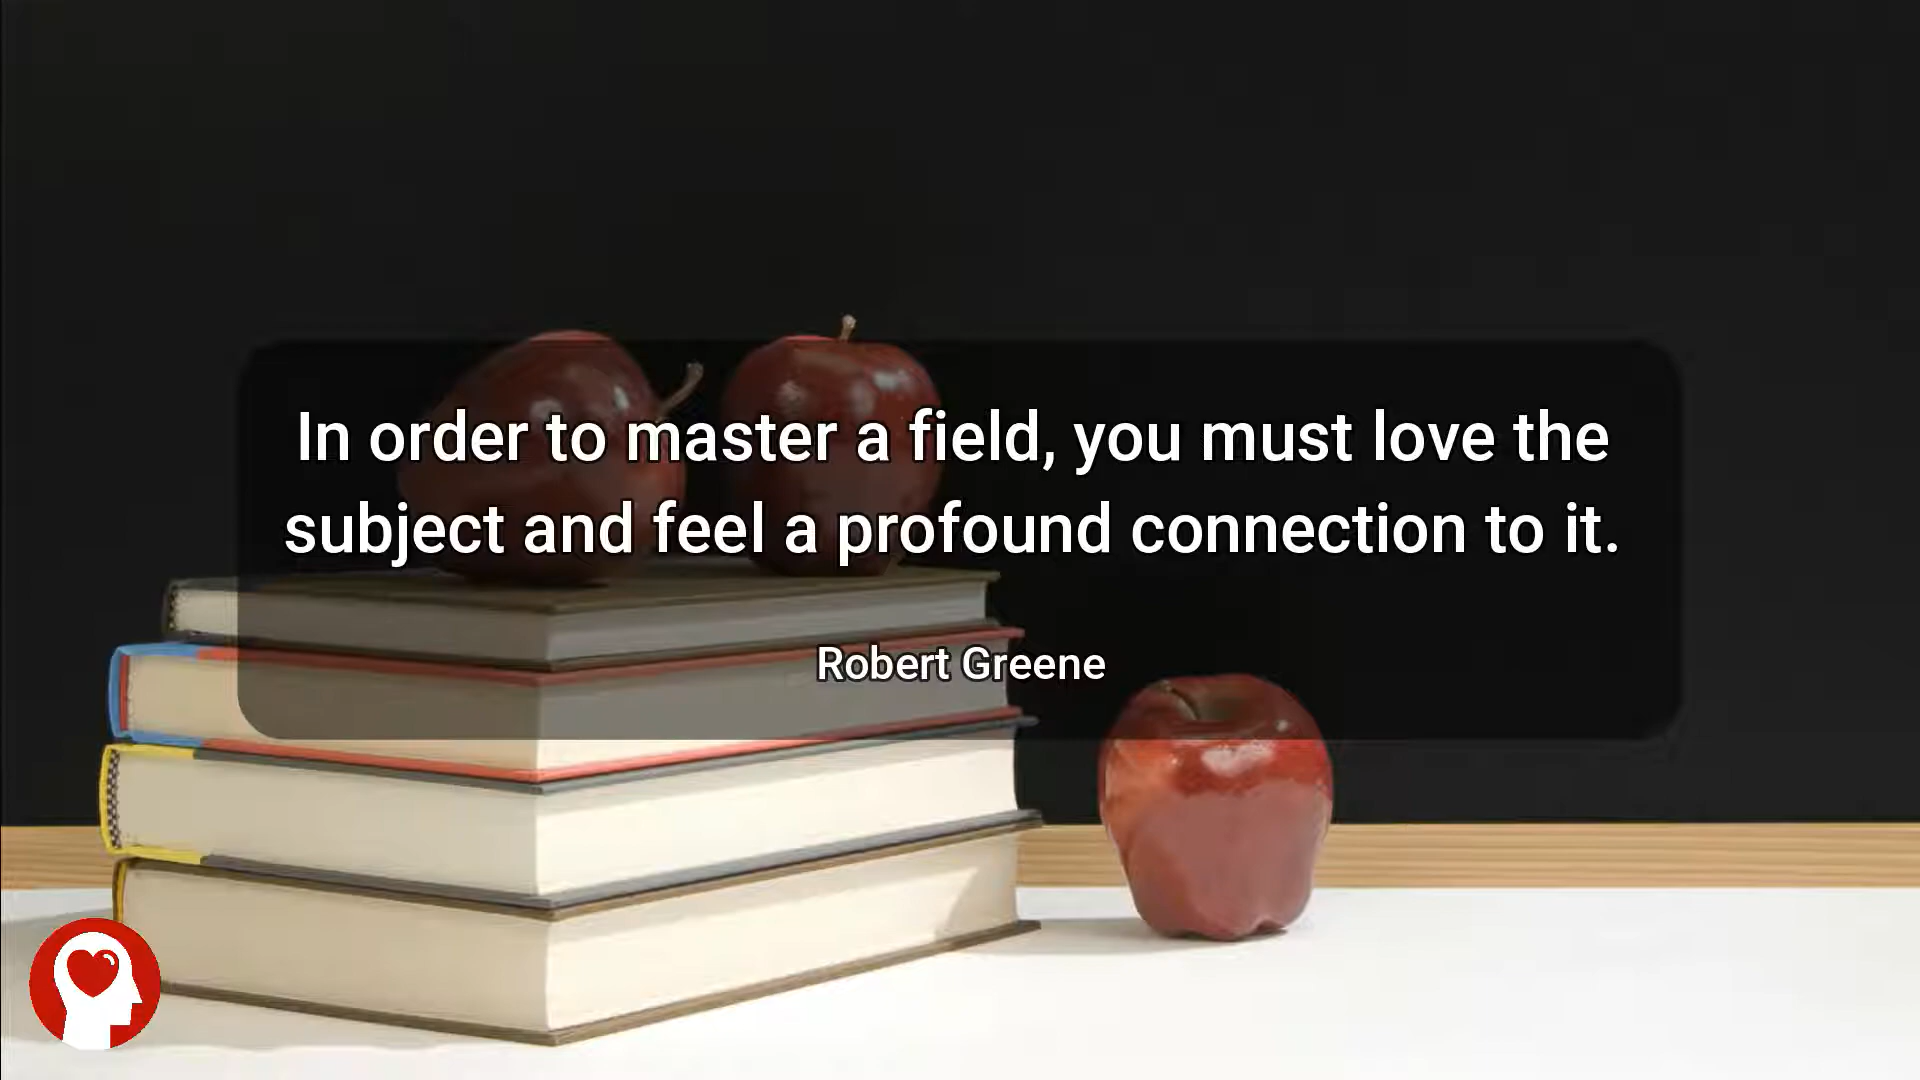 In order to master a field, you must love the
subject and feel a profound connection to it.
Robert Greene